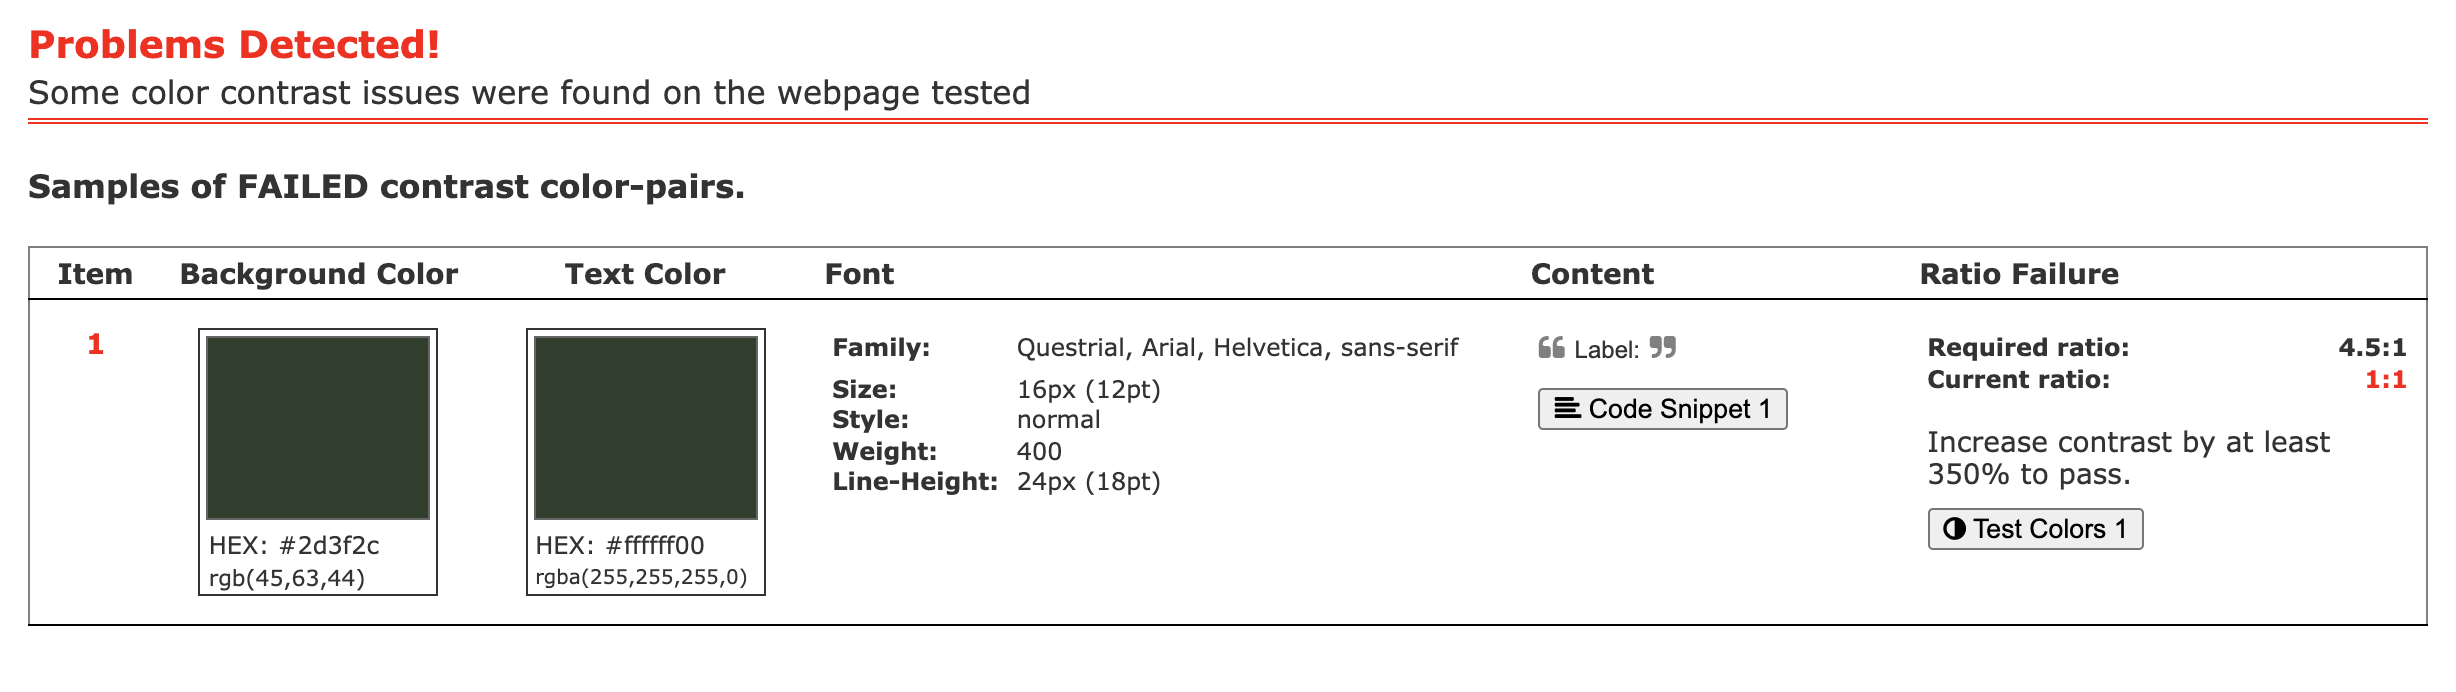 Problems Detected!
Some color contrast issues were found on the webpage tested
Samples of FAILED contrast color-pairs.
Item Background Color Text Color Font Content Ratio Failure
1
HEX: #2d3f2c
rgb(45,63,44)
HEX: #ffffff00
rgba(255,255,255,0)
Family: Questrial, Arial, Helvetica, sans-serif
Size: 16px (12pt)
Style: normal
Weight: 400
Line-Height: 24px (18pt)
“ Label: ”
Code Snippet 1
Required ratio: 4.5:1
Current ratio: 1:1
Increase contrast by at least
350% to pass.
Test Colors 1